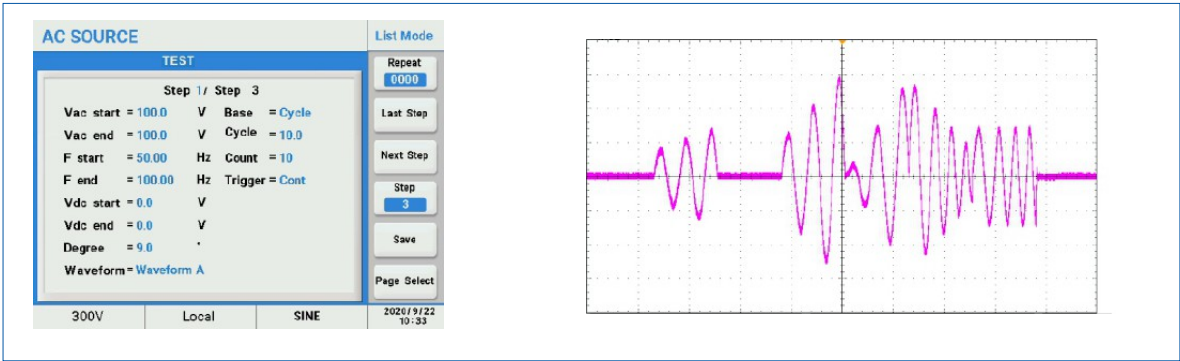 AC SOURCE
List Mode
TEST
Step 1/ Step 3
Vac start = 100.0 V Base = Cycle
Vac end = 100.0 V Cycle = 10.0
F start = 50.00 Hz Count = 10
F end = 100.00 Hz Trigger = Cont
Vdc start = 0.0 V
Vdc end = 0.0 V
Degree = 9.0 °
Waveform = Waveform A
Repeat
0000
Last Step
Next Step
Step
3
Save
Page Select
300V Local SINE
2020/9/22
10:33